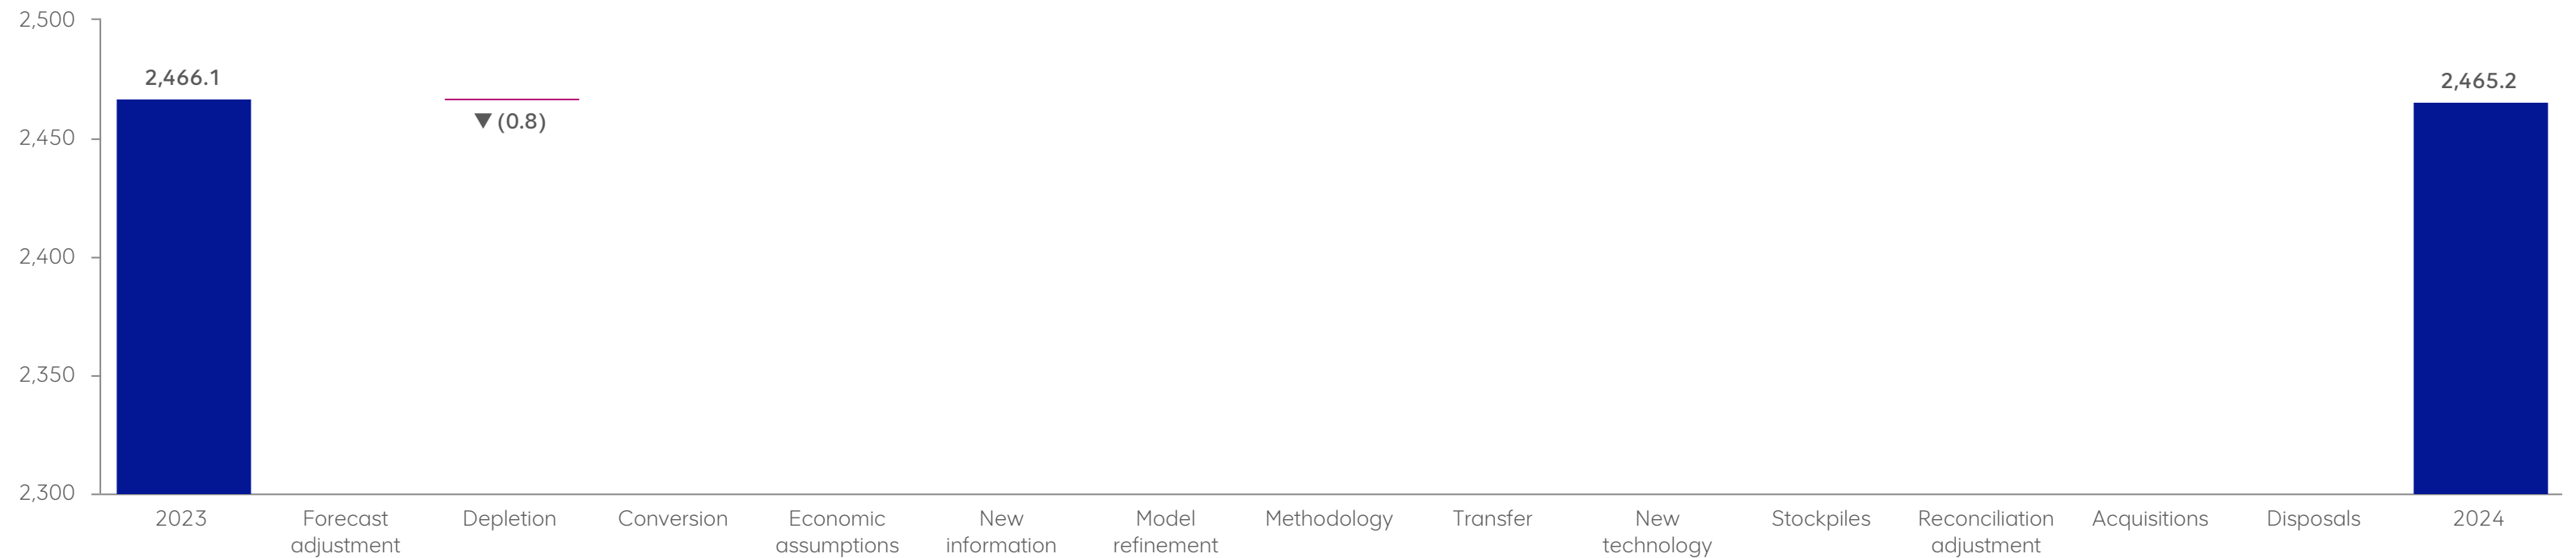 2,500
2,450
2,400
2,350
2,300
2,466.1
▼ (0.8)
2,465.2
2023
Forecast
adjustment
Depletion
Conversion
Economic
assumptions
New
information
Model
refinement
Methodology
Transfer
New
technology
Stockpiles
Reconciliation
adjustment
Acquisitions
Disposals
2024